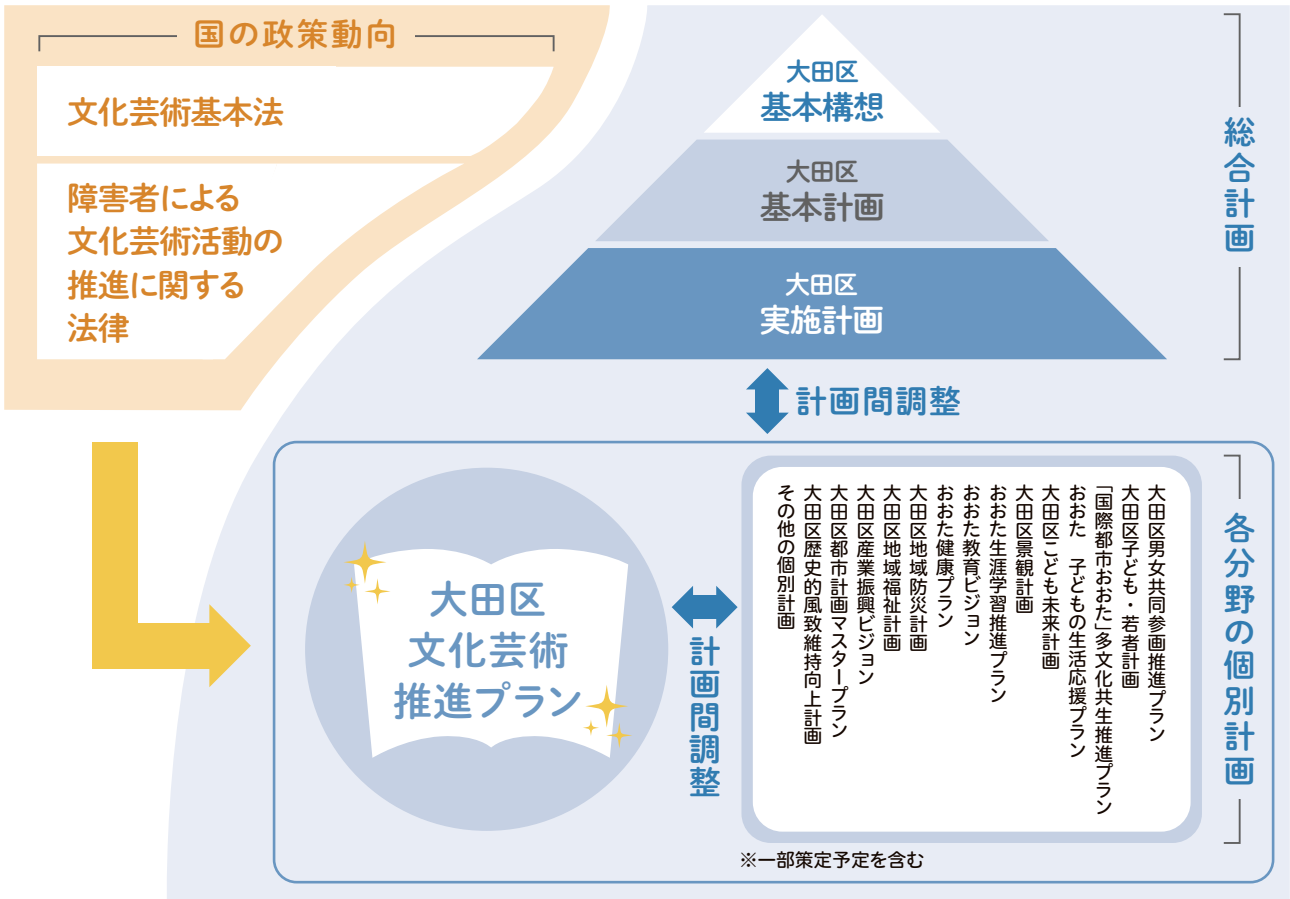 国の政策動向
文化芸術基本法
障害者による
文化芸術活動の
推進に関する
法律
大田区
基本構想
大田区
基本計画
大田区
実施計画
総合計画
計画間調整
大田区
文化芸術
推進プラン
計画間調整
大田区男女共同参画推進プラン
大田区子ども・若者計画
「国際都市おおた」多文化共生推進プラン
おおた 子どもの生活応援プラン
大田区こども未来計画
大田区景観計画
おおた生涯学習推進プラン
おおた教育ビジョン
おおた健康プラン
大田区地域防災計画
大田区地域福祉計画
大田区産業振興ビジョン
大田区都市計画マスタープラン
大田区歴史的風致維持向上計画
その他の個別計画
各分野の個別計画
※一部策定予定を含む